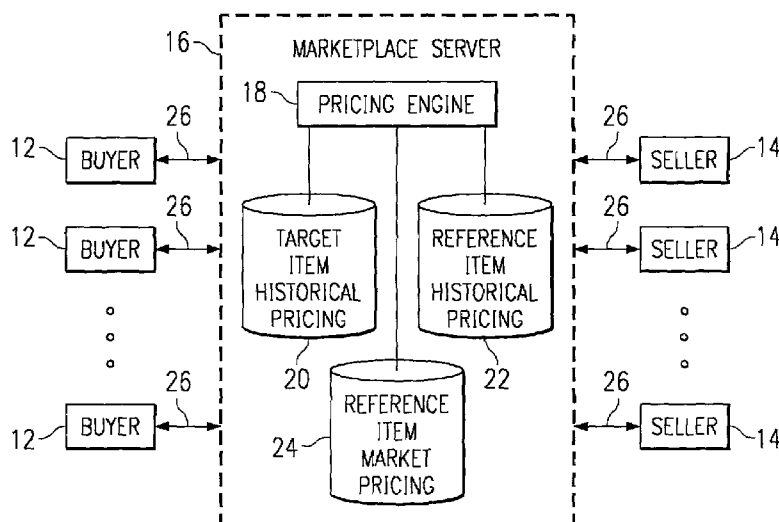 16
MARKETPLACE SERVER
18
PRICING ENGINE
12
BUYER
26
26
SELLER
14
12
BUYER
26
26
SELLER
14
TARGET
ITEM
HISTORICAL
PRICING
REFERENCE
ITEM
HISTORICAL
PRICING
20
22
12
BUYER
26
26
SELLER
14
24
REFERENCE
ITEM
MARKET
PRICING